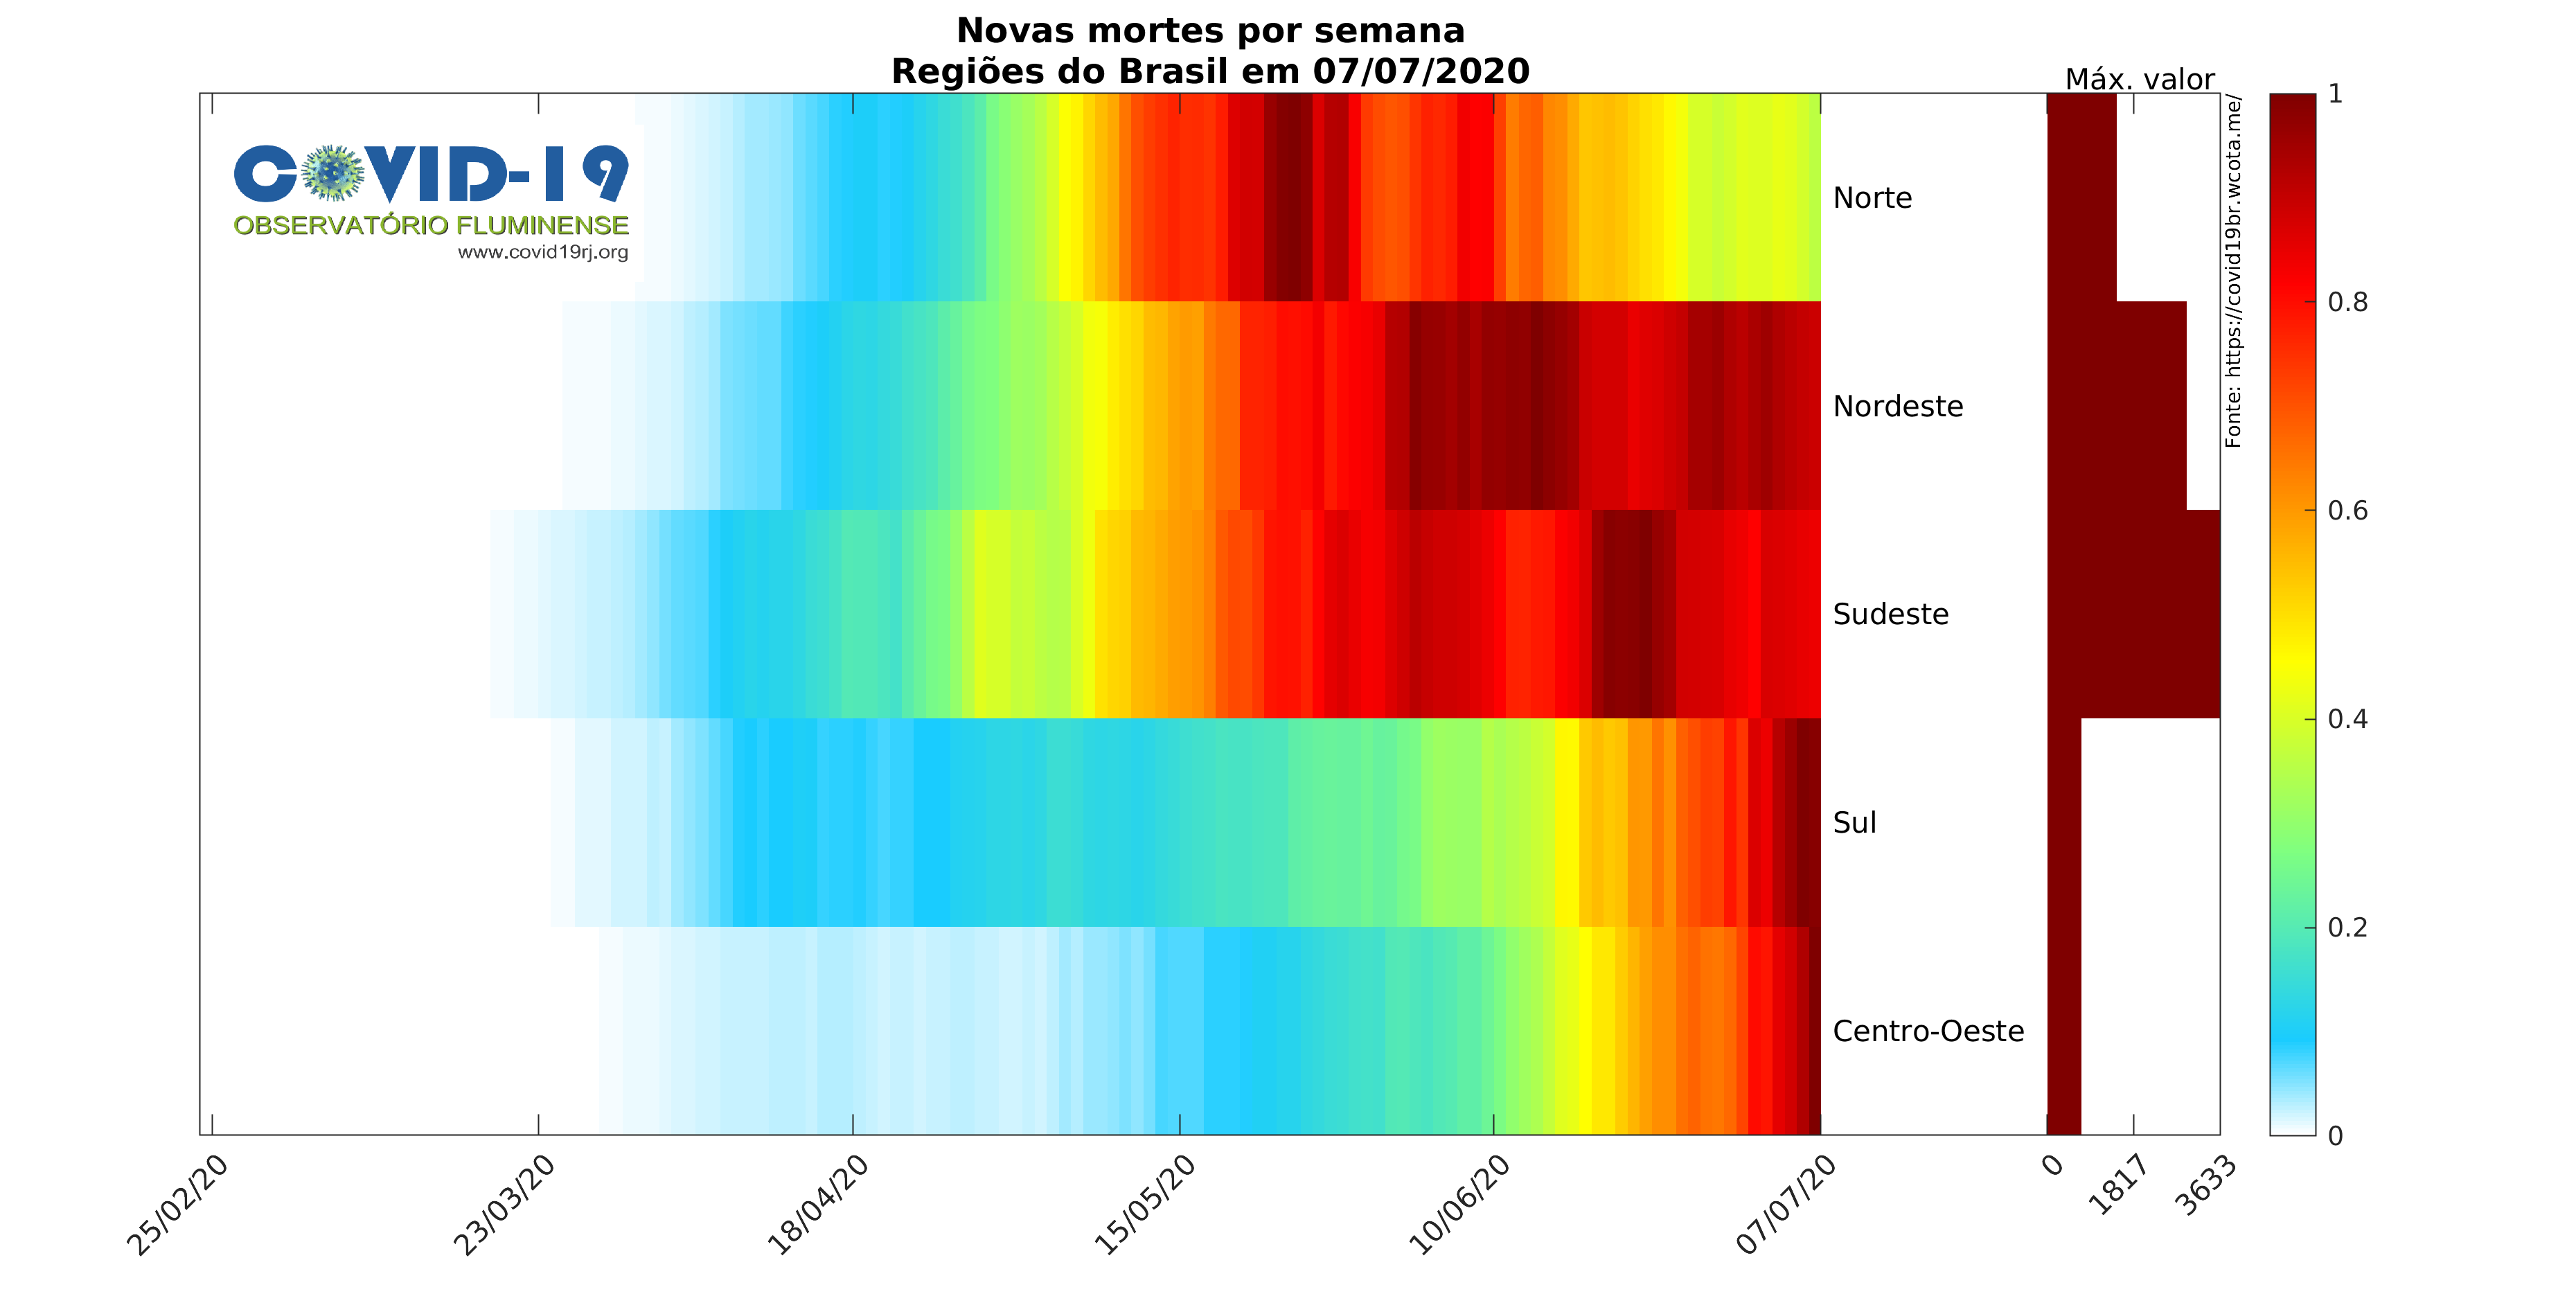 Novas mortes por semana
Regiões do Brasil em 07/07/2020
Máx. valor
COVID-19
OBSERVATÓRIO FLUMINENSE
www.covid19rj.org
Norte
Nordeste
Sudeste
Sul
Centro-Oeste
Fonte: https://covid19br.wcota.me/
1
0.8
0.6
0.4
0.2
0
25/02/20
23/03/20
18/04/20
15/05/20
10/06/20
07/07/20
0
1817
3633